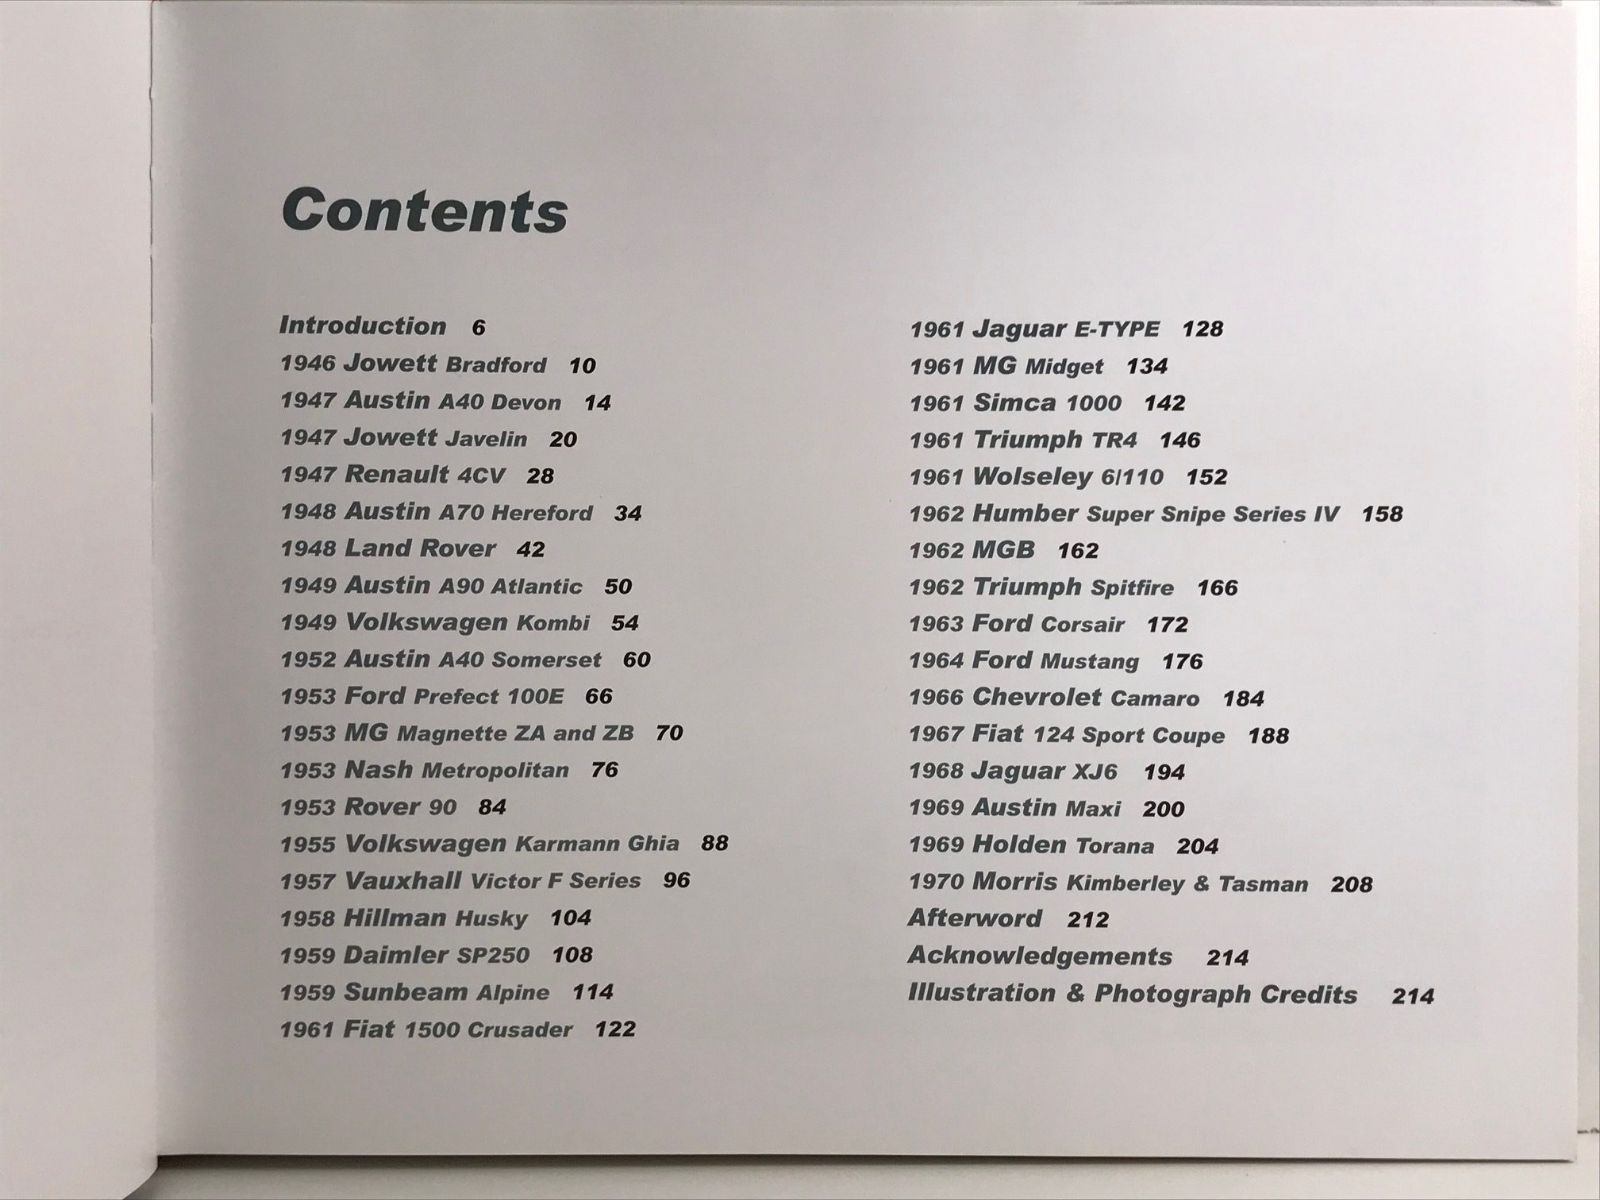 Contents
Introduction 6
1946 Jowett Bradford 10
1947 Austin A40 Devon 14
1947 Jowett Javelin 20
1947 Renault 4CV 28
1948 Austin A70 Hereford 34
1948 Land Rover 42
1949 Austin A90 Atlantic 50
1949 Volkswagen Kombi 54
1952 Austin A40 Somerset 60
1953 Ford Prefect 100E 66
1953 MG Magnette ZA and ZB 70
1953 Nash Metropolitan 76
1953 Rover 90 84
1955 Volkswagen Karmann Ghia 88
1957 Vauxhall Victor F Series 96
1958 Hillman Husky 104
1959 Daimler SP250 108
1959 Sunbeam Alpine 114
1961 Fiat 1500 Crusader 122
1961 Jaguar E-TYPE 128
1961 MG Midget 134
1961 Simca 1000 142
1961 Triumph TR4 146
1961 Wolseley 6/110 152
1962 Humber Super Snipe Series IV 158
1962 MGB 162
1962 Triumph Spitfire 166
1963 Ford Corsair 172
1964 Ford Mustang 176
1966 Chevrolet Camaro 184
1967 Fiat 124 Sport Coupe 188
1968 Jaguar XJ6 194
1969 Austin Maxi 200
1969 Holden Torana 204
1970 Morris Kimberley & Tasman 208
Afterword 212
Acknowledgements 214
Illustration & Photograph Credits 214